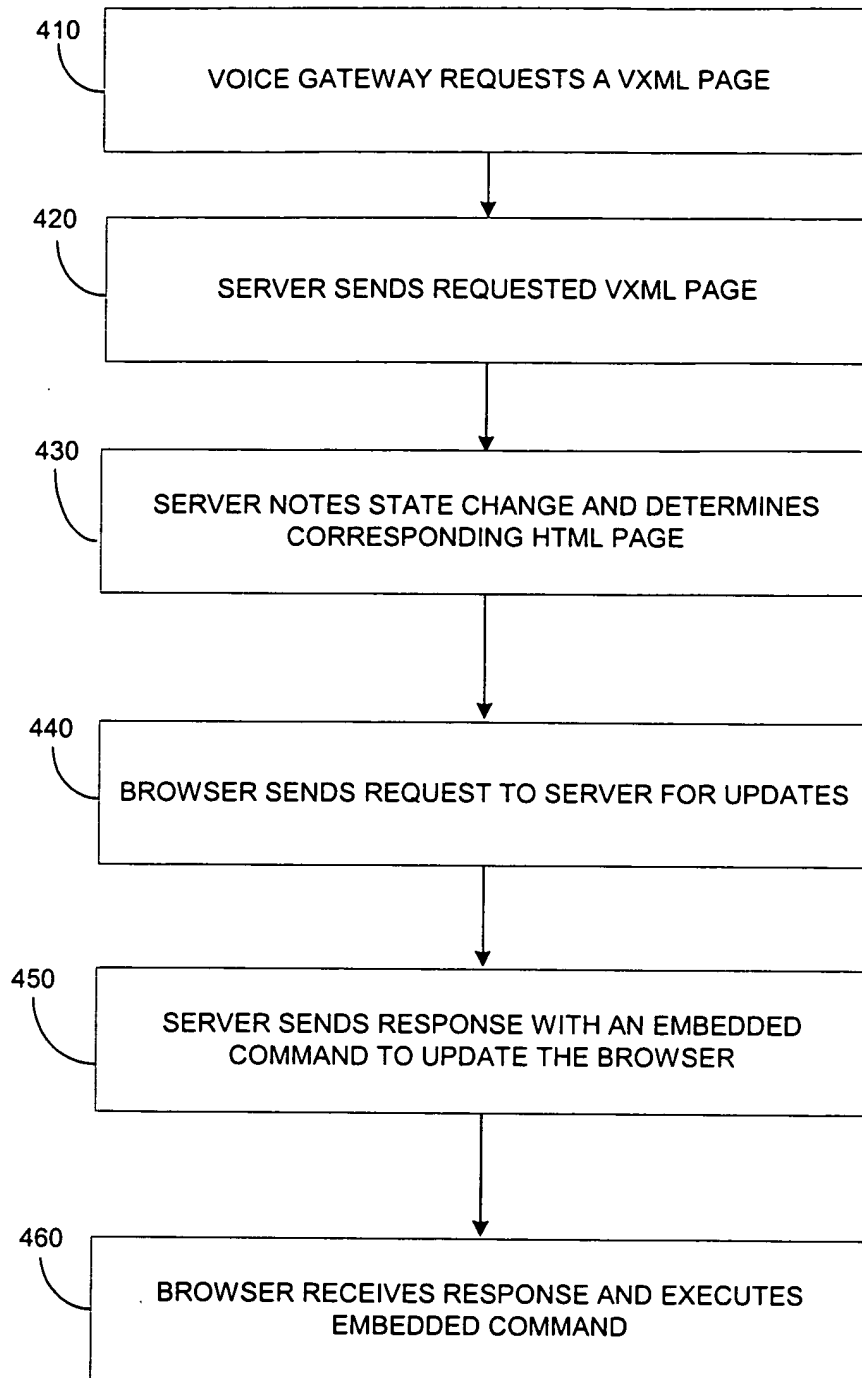 410
VOICE GATEWAY REQUESTS A VXML PAGE
420
SERVER SENDS REQUESTED VXML PAGE
430
SERVER NOTES STATE CHANGE AND DETERMINES
CORRESPONDING HTML PAGE
440
BROWSER SENDS REQUEST TO SERVER FOR UPDATES
450
SERVER SENDS RESPONSE WITH AN EMBEDDED
COMMAND TO UPDATE THE BROWSER
460
BROWSER RECEIVES RESPONSE AND EXECUTES
EMBEDDED COMMAND